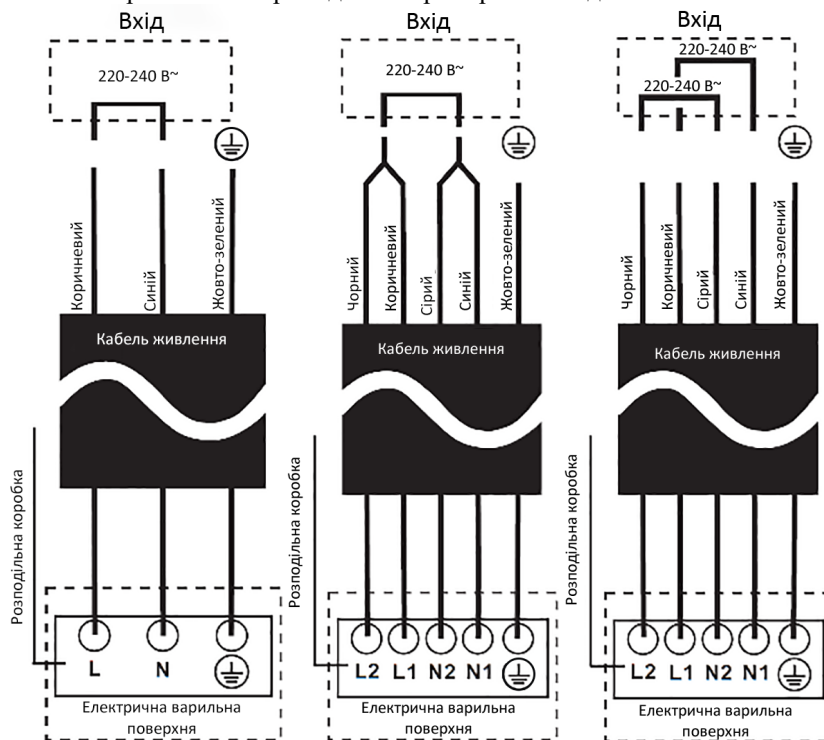 Вхід
220-240 В~
Коричневий
Синій
Жовто-зелений
Кабель живлення
Розподільна коробка
L N
Електрична варильна
поверхня
Вхід
220-240 В~
Чорний
Коричневий
Сірий
Синій
Жовто-зелений
Кабель живлення
Розподільна коробка
L2 L1 N2 N1
Електрична варильна
поверхня
Вхід
220-240 В~
220-240 В~
Чорний
Коричневий
Сірий
Синій
Жовто-зелений
Кабель живлення
Розподільна коробка
L2 L1 N2 N1
Електрична варильна
поверхня